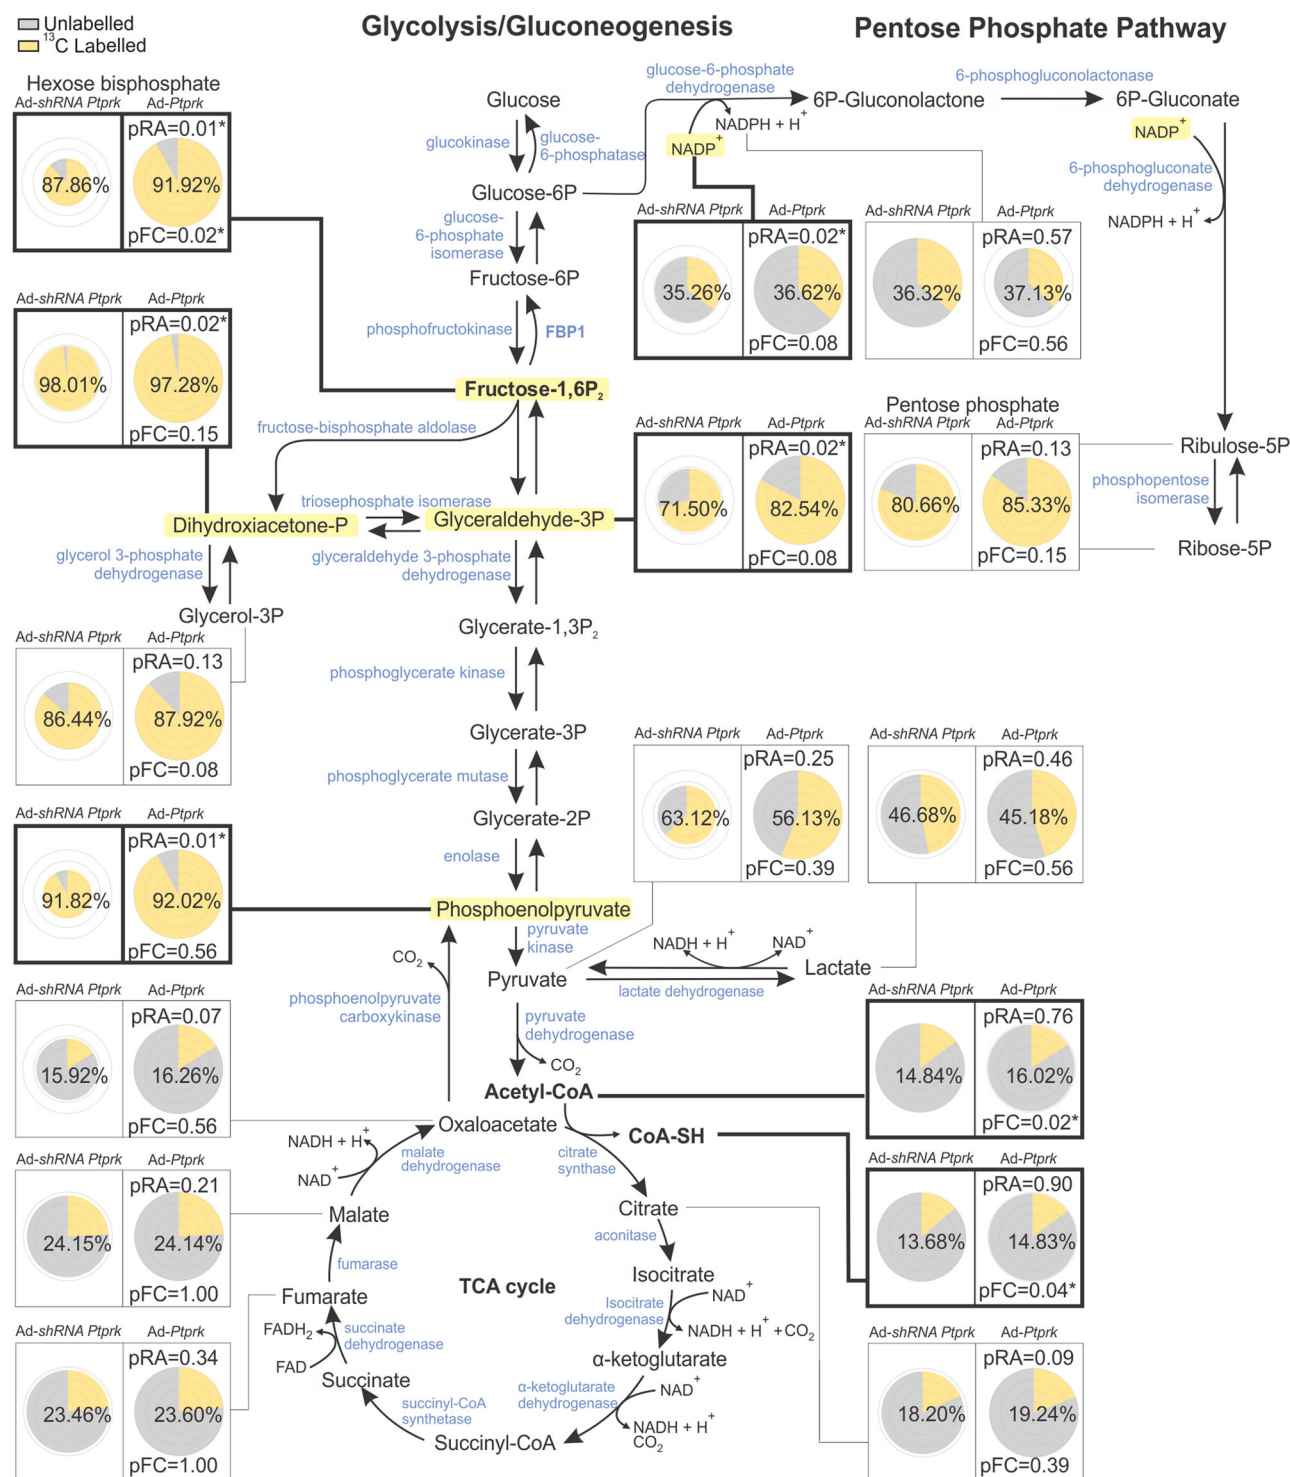 Unlabelled
13C Labelled
Glycolysis/Gluconeogenesis
Pentose Phosphate Pathway
Hexose bisphosphate
Ad-shRNA Ptprk
Ad-Ptprk
pRA=0.01*
87.86%
91.92%
pFC=0.02*
Glucose
glucokinase
glucose-
6-phosphatase
Glucose-6P
glucose-
6-phosphate
isomerase
Fructose-6P
phosphofructokinase
FBP1
Fructose-1,6P2
fructose-bisphosphate aldolase
triosephosphate isomerase
glucose-6-phosphate
dehydrogenase
NADPH + H+
NADP+
6P-Gluconolactone
6-phosphogluconolactonase
6P-Gluconate
NADP+
6-phosphogluconate
dehydrogenase
NADPH + H+
Ad-shRNA Ptprk
Ad-Ptprk
pRA=0.02*
35.26%
36.62%
pFC=0.08
Ad-shRNA Ptprk
Ad-Ptprk
pRA=0.57
36.32%
37.13%
pFC=0.56
Ad-shRNA Ptprk
Ad-Ptprk
pRA=0.02*
98.01%
97.28%
pFC=0.15
Ad-shRNA Ptprk
Ad-Ptprk
pRA=0.02*
71.50%
82.54%
pFC=0.08
Pentose phosphate
Ad-shRNA Ptprk
Ad-Ptprk
pRA=0.13
80.66%
85.33%
pFC=0.15
Ribulose-5P
phosphopentose
isomerase
Ribose-5P
Dihydroxiacetone-P
Glyceraldehyde-3P
glycerol 3-phosphate
dehydrogenase
glyceraldehyde 3-phosphate
dehydrogenase
Glycerol-3P
Glycerate-1,3P2
Ad-shRNA Ptprk
Ad-Ptprk
pRA=0.13
86.44%
87.92%
pFC=0.08
phosphoglycerate kinase
Glycerate-3P
phosphoglycerate mutase
Glycerate-2P
enolase
Ad-shRNA Ptprk
Ad-Ptprk
pRA=0.25
63.12%
56.13%
pFC=0.39
Ad-shRNA Ptprk
Ad-Ptprk
pRA=0.46
46.68%
45.18%
pFC=0.56
Ad-shRNA Ptprk
Ad-Ptprk
pRA=0.01*
91.82%
92.02%
pFC=0.56
Phosphoenolpyruvate
pyruvate
kinase
CO2
phosphoenolpyruvate
carboxykinase
Pyruvate
NADH + H+
NAD+
Lactate
lactate dehydrogenase
pyruvate
dehydrogenase
CO2
Acetyl-CoA
Ad-shRNA Ptprk
Ad-Ptprk
pRA=0.07
15.92%
16.26%
pFC=0.56
Ad-shRNA Ptprk
Ad-Ptprk
pRA=0.76
14.84%
16.02%
pFC=0.02*
Oxaloacetate
CoA-SH
citrate
synthase
NADH + H+
NAD+
malate
dehydrogenase
Ad-shRNA Ptprk
Ad-Ptprk
pRA=0.21
24.15%
24.14%
pFC=1.00
Ad-shRNA Ptprk
Ad-Ptprk
pRA=0.90
13.68%
14.83%
pFC=0.04*
Malate
Citrate
aconitase
fumarase
TCA cycle
Isocitrate
NAD+
Isocitrate
dehydrogenase
NADH + H+ +CO2
Fumarate
FADH2
succinate
dehydrogenase
FAD
Succinate
α-ketoglutarate
α-ketoglutarate
dehydrogenase
NAD+
NADH + H+
CO2
succinyl-CoA
synthetase
Succinyl-CoA
Ad-shRNA Ptprk
Ad-Ptprk
pRA=0.34
23.46%
23.60%
pFC=1.00
Ad-shRNA Ptprk
Ad-Ptprk
pRA=0.09
18.20%
19.24%
pFC=0.39